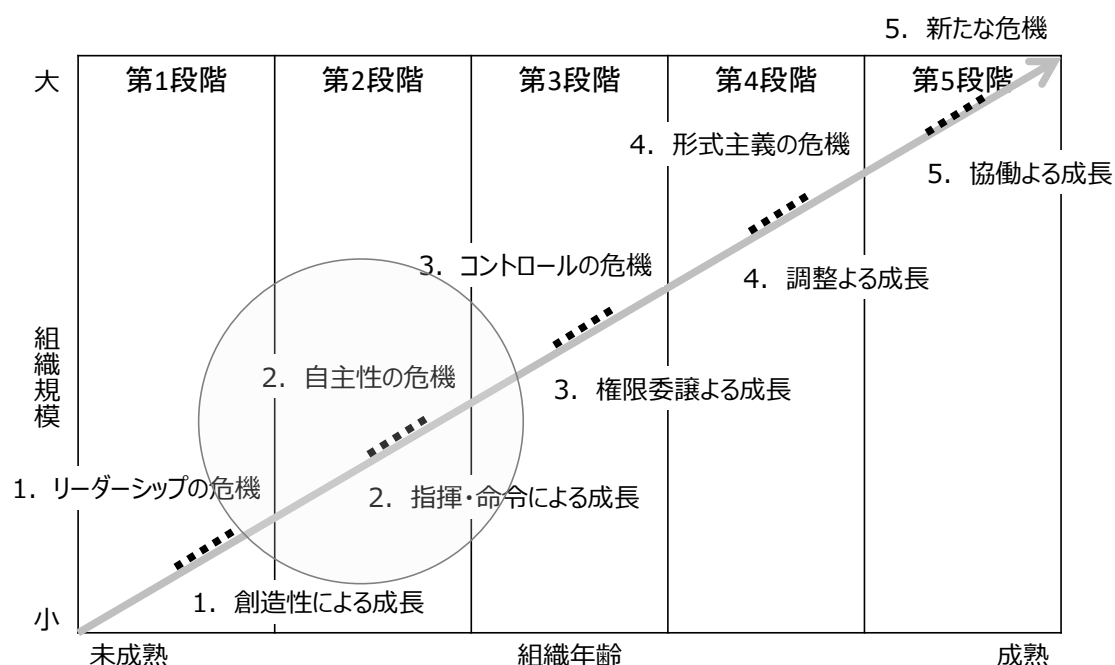 5. 新たな危機
大
第1段階
第2段階
第3段階
第4段階
第5段階
4. 形式主義の危機
5. 協働よる成長
3. コントロールの危機
4. 調整よる成長
組織規模
2. 自主性の危機
3. 権限委譲よる成長
1. リーダーシップの危機
2. 指揮・命令による成長
1. 創造性による成長
小
未成熟
組織年齢
成熟